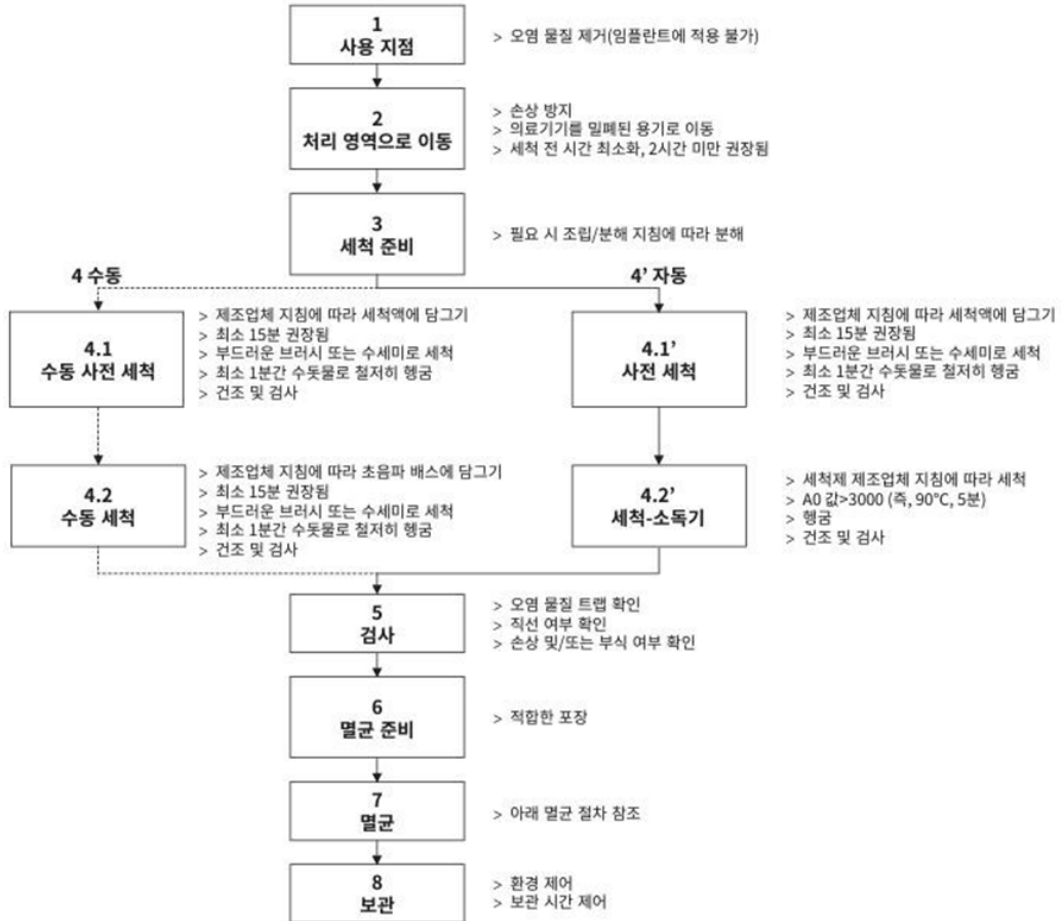 1
사용 지점
> 오염 물질 제거(임플란트에 적용 불가)
2
처리 영역으로 이동
> 손상 방지
> 의료기기를 밀폐된 용기로 이동
> 세척 전 시간 최소화, 2시간 미만 권장됨
3
세척 준비
> 필요 시 조립/분해 지침에 따라 분해
4 수동
4’ 자동
4.1
수동 사전 세척
> 제조업체 지침에 따라 세척액에 담그기
> 최소 15분 권장됨
> 부드러운 브러시 또는 수세미로 세척
> 최소 1분간 수돗물로 철저히 헹굼
> 건조 및 검사
4.1’
사전 세척
> 제조업체 지침에 따라 세척액에 담그기
> 최소 15분 권장됨
> 부드러운 브러시 또는 수세미로 세척
> 최소 1분간 수돗물로 철저히 헹굼
> 건조 및 검사
4.2
수동 세척
> 제조업체 지침에 따라 초음파 배스에 담그기
> 최소 15분 권장됨
> 부드러운 브러시 또는 수세미로 세척
> 최소 1분간 수돗물로 철저히 헹굼
> 건조 및 검사
4.2’
세척-소독기
> 세척제 제조업체 지침에 따라 세척
> A0 값>3000 (즉, 90°C, 5분)
> 헹굼
> 건조 및 검사
5
검사
> 오염 물질 트랩 확인
> 직선 여부 확인
> 손상 및/또는 부식 여부 확인
6
멸균 준비
> 적합한 포장
7
멸균
> 아래 멸균 절차 참조
8
보관
> 환경 제어
> 보관 시간 제어